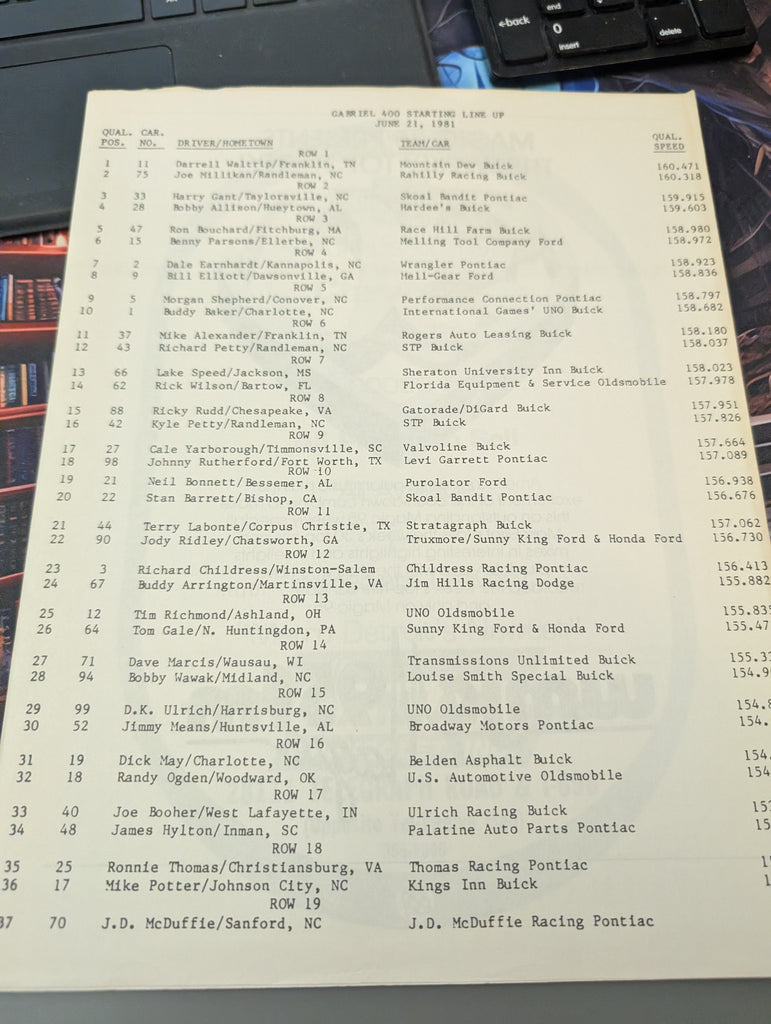 ←back
end
0
insert
delete
GABRIEL 400 STARTING LINE UP
JUNE 21, 1981
QUAL. POS. CAR. NO. DRIVER/HOMETOWN TEAM/CAR QUAL. SPEED
ROW 1
1 11 Darrell Waltrip/Franklin, TN Mountain Dew Buick 160.471
2 75 Joe Millikan/Randleman, NC Rahilly Racing Buick 160.318
ROW 2
3 33 Harry Gant/Taylorsville, NC Skoal Bandit Pontiac 159.915
4 28 Bobby Allison/Hueytown, AL Hardee's Buick 159.603
ROW 3
5 47 Ron Bouchard/Fitchburg, MA Race Hill Farm Buick 158.980
6 15 Benny Parsons/Ellerbe, NC Melling Tool Company Ford 158.972
ROW 4
7 2 Dale Earnhardt/Kannapolis, NC Wrangler Pontiac 158.923
8 9 Bill Elliott/Dawsonville, GA Mell-Gear Ford 158.836
ROW 5
9 5 Morgan Shepherd/Conover, NC Performance Connection Pontiac 158.797
10 1 Buddy Baker/Charlotte, NC International Games' UNO Buick 158.682
ROW 6
11 37 Mike Alexander/Franklin, TN Rogers Auto Leasing Buick 158.180
12 43 Richard Petty/Randleman, NC STP Buick 158.037
ROW 7
13 66 Lake Speed/Jackson, MS Sheraton University Inn Buick 158.023
14 62 Rick Wilson/Bartow, FL Florida Equipment & Service Oldsmobile 157.978
ROW 8
15 88 Ricky Rudd/Chesapeake, VA Gatorade/DiGard Buick 157.951
16 42 Kyle Petty/Randleman, NC STP Buick 157.826
ROW 9
17 27 Cale Yarborough/Timmonsville, SC Valvoline Buick 157.664
18 98 Johnny Rutherford/Fort Worth, TX Levi Garrett Pontiac 157.089
ROW 10
19 21 Neil Bonnett/Bessemer, AL Purolator Ford 156.938
20 22 Stan Barrett/Bishop, CA Skoal Bandit Pontiac 156.676
ROW 11
21 44 Terry Labonte/Corpus Christie, TX Stratagraph Buick 157.062
22 90 Jody Ridley/Chatsworth, GA Truxmore/Sunny King Ford & Honda Ford 156.730
ROW 12
23 3 Richard Childress/Winston-Salem Childress Racing Pontiac 156.413
24 67 Buddy Arrington/Martinsville, VA Jim Hills Racing Dodge 155.882
ROW 13
25 12 Tim Richmond/Ashland, OH UNO Oldsmobile 155.835
26 64 Tom Gale/N. Huntingdon, PA Sunny King Ford & Honda Ford 155.47
ROW 14
27 71 Dave Marcis/Wausau, WI Transmissions Unlimited Buick 155.3
28 94 Bobby Wawak/Midland, NC Louise Smith Special Buick 154.9
ROW 15
29 99 D.K. Ulrich/Harrisburg, NC UNO Oldsmobile 154.8
30 52 Jimmy Means/Huntsville, AL Broadway Motors Pontiac 154.
ROW 16
31 19 Dick May/Charlotte, NC Belden Asphalt Buick 154.
32 18 Randy Ogden/Woodward, OK U.S. Automotive Oldsmobile 154
ROW 17
33 40 Joe Booher/West Lafayette, IN Ulrich Racing Buick 15
34 48 James Hylton/Inman, SC Palatine Auto Parts Pontiac 15
ROW 18
35 25 Ronnie Thomas/Christiansburg, VA Thomas Racing Pontiac 1
36 17 Mike Potter/Johnson City, NC Kings Inn Buick 1
ROW 19
37 70 J.D. McDuffie/Sanford, NC J.D. McDuffie Racing Pontiac